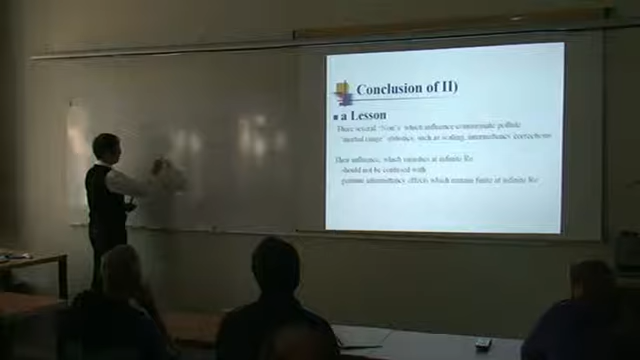 Conclusion of II)
a Lesson
There several "Non's which influence contaminate pollute
"inertial range" statistics, such as scaling, intermittency corrections
Their influence, which vanishes at infinite Re
should not be confused with
genuine intermittency effects which remain finite at infinite Re